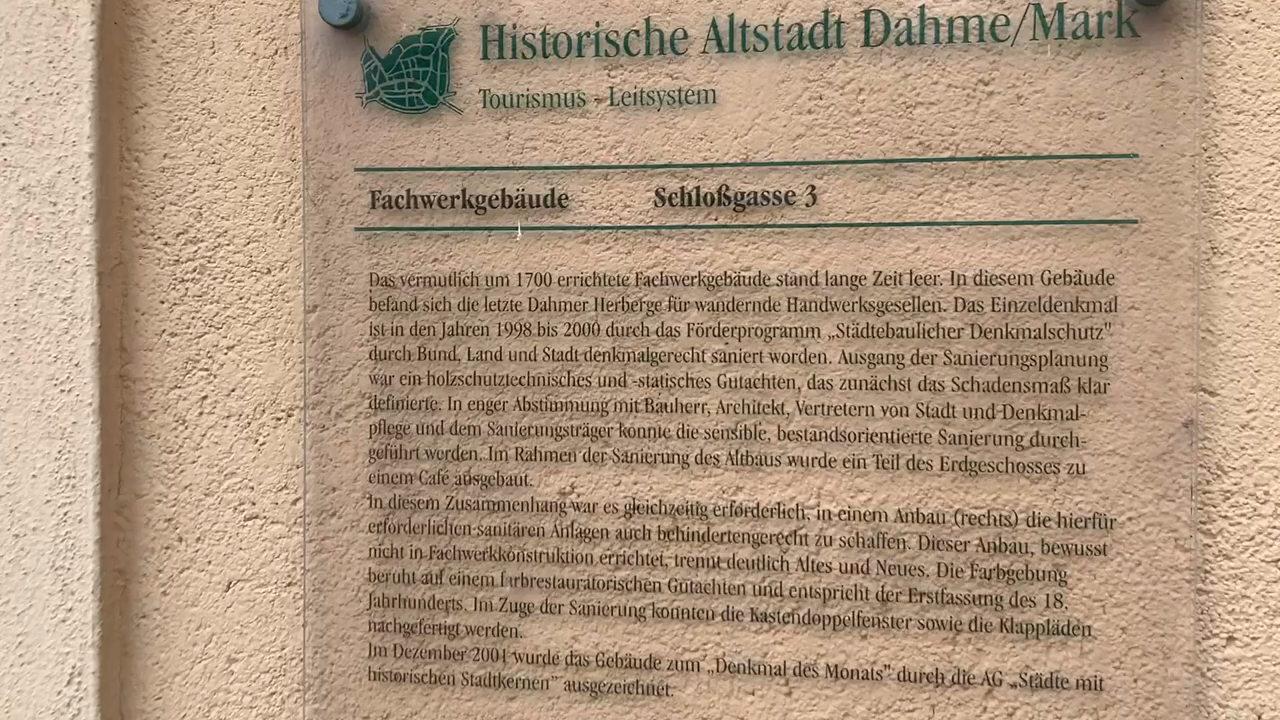 Historische Altstadt Dahme/Mark
Tourismus - Leitsystem
Fachwerkgebäude Schloßgasse 3
Das vermutlich um 1700 errichtete Fachwerkgebäude stand lange Zeit leer. In diesem Gebäude
befand sich die letzte Dahmer Herberge für wandernde Handwerksgesellen. Das Einzeldenkmal
ist in den Jahren 1998 bis 2000 durch das Förderprogramm „Städtebaulicher Denkmalschutz"
durch Bund, Land und Stadt denkmalgerecht saniert worden. Ausgang der Sanierungsplanung
war ein holzschutztechnisches und -statisches Gutachten, das zunächst das Schadensmaß klar
definierte. In enger Abstimmung mit Bauherr, Architekt, Vertretern von Stadt und Denkmal-
pflege und dem Sanierungsträger konnte die sensible, bestandsorientierte Sanierung durch-
geführt werden. Im Rahmen der Sanierung des Altbaus wurde ein Teil des Erdgeschosses zu
einem Café ausgebaut.
In diesem Zusammenhang war es gleichzeitig erforderlich, in einem Anbau (rechts) die hierfür
erforderlichen sanitären Anlagen auch behindertengerecht zu schaffen. Dieser Anbau, bewusst
nicht in Fachwerkkonstruktion errichtet, trennt deutlich Altes und Neues. Die Farbgebung
beruht auf einem farbrestauratorischen Gutachten und entspricht der Erstfassung des 18.
Jahrhunderts. Im Zuge der Sanierung konnten die Kastendoppelfenster sowie die Klappläden
nachgefertigt werden.
Im Dezember 2001 wurde das Gebäude zum „Denkmal des Monats" durch die AG „Städte mit
historischen Stadtkernen" ausgezeichnet.